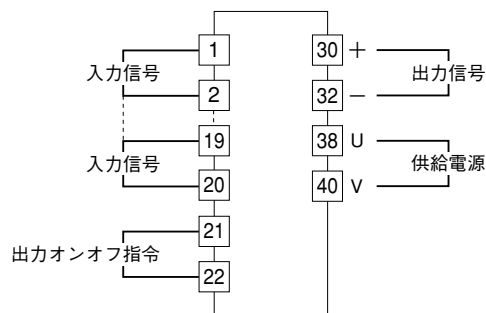 1
入力信号
2
19
入力信号
20
21
出力オンオフ指令
22
30 +
出力信号
32 −
38 U
供給電源
40 V